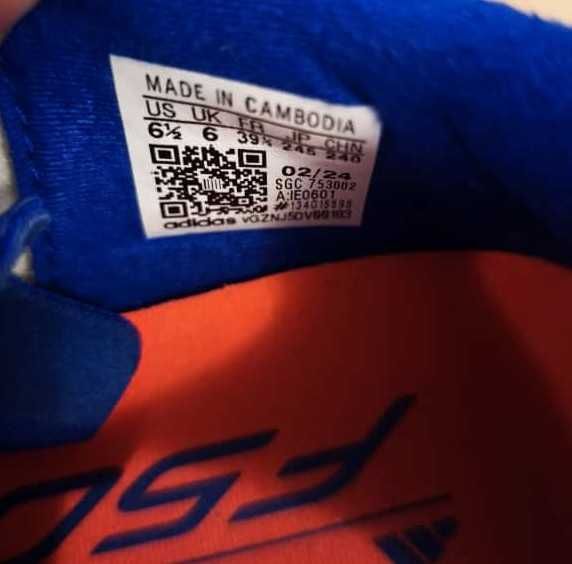 MADE IN CAMBODIA
US UK FR JP CHN
6½ 6 39⅓ 245 240
02/24
SGC 753002
A:IE0601
adidas
F50